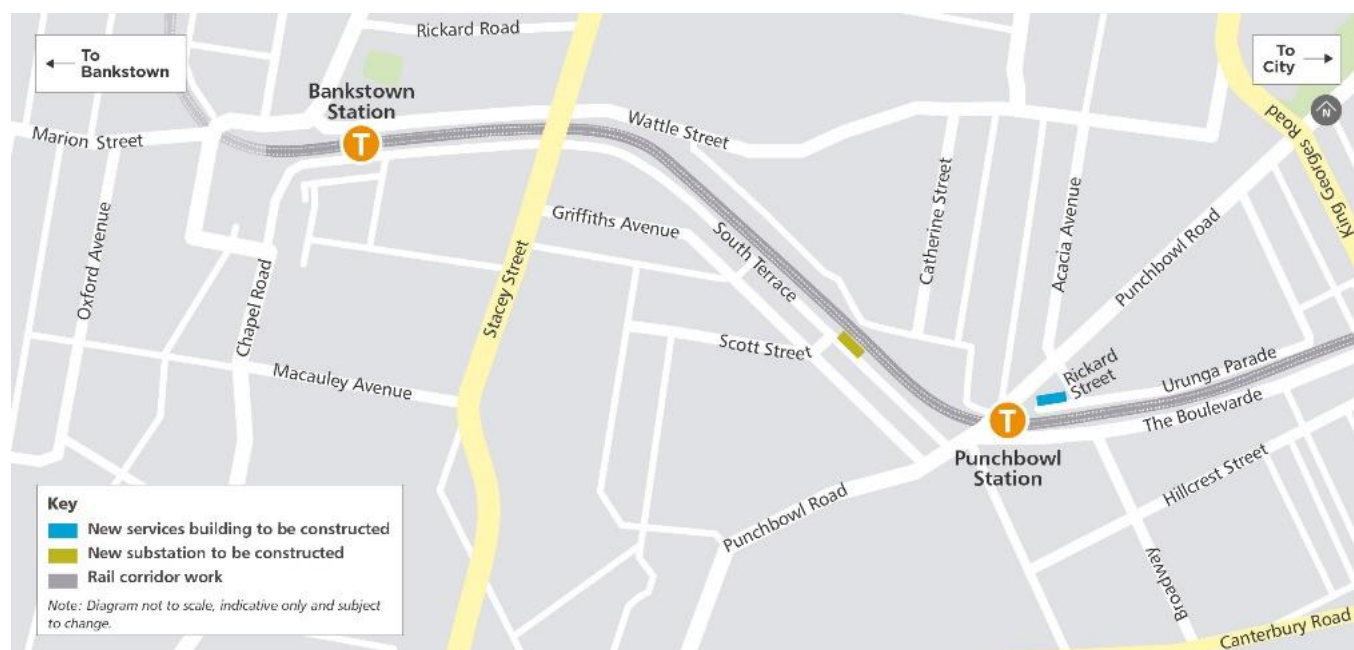 To
Bankstown
Rickard Road
To
City
N
Bankstown
Station
T
Marion Street
Wattle Street
King Georges Road
Oxford Avenue
Chapel Road
Stacey Street
Griffiths Avenue
South Terrace
Catherine Street
Acacia Avenue
Punchbowl Road
Scott Street
Macauley Avenue
Rickard
Street
Urunga Parade
The Boulevarde
T
Punchbowl
Station
Hillcrest Street
Punchbowl Road
Broadway
Canterbury Road
Key
New services building to be constructed
New substation to be constructed
Rail corridor work
Note: Diagram not to scale, indicative only and subject
to change.